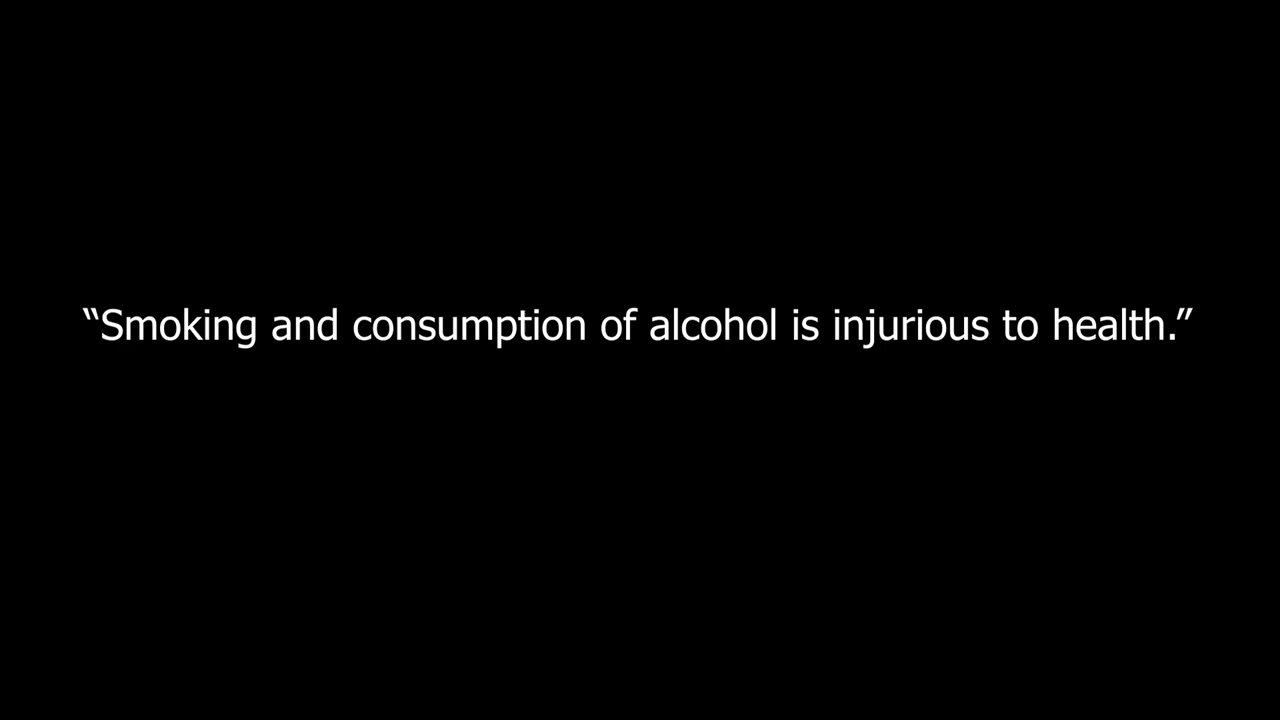 “Smoking and consumption of alcohol is injurious to health.”